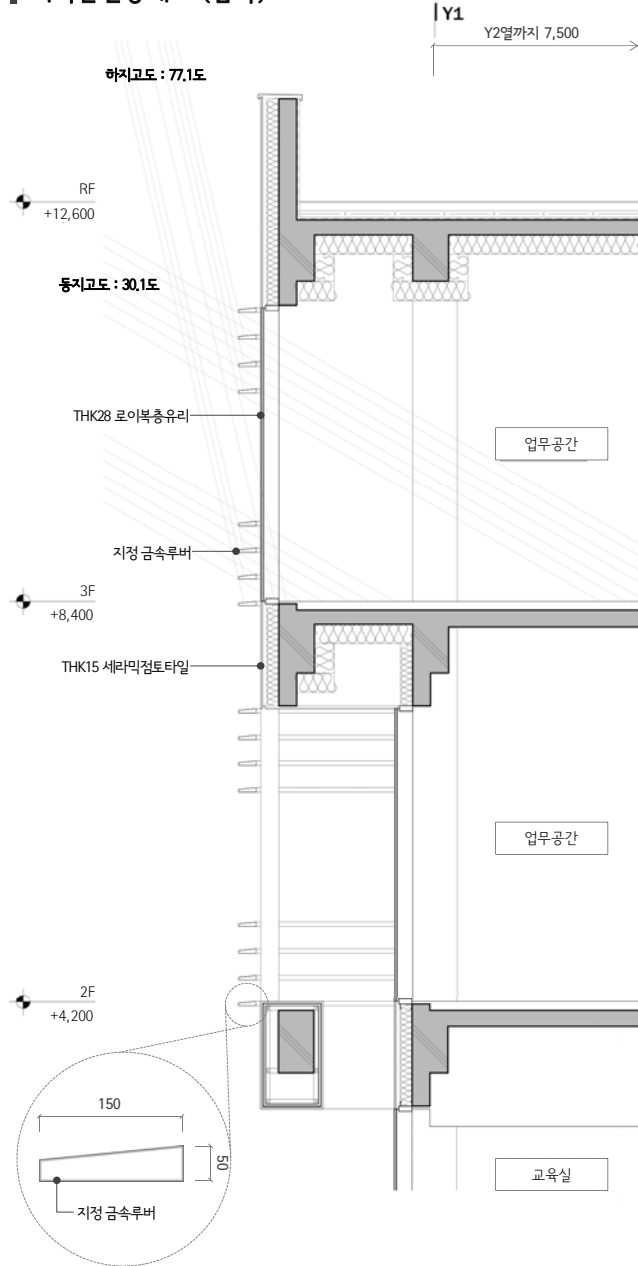 Y1
Y2열까지 7,500
하지고도 : 77.1도
RF
+12,600
동지고도 : 30.1도
THK28 로이복층유리
업무공간
지정 금속루버
3F
+8,400
THK15 세라믹점토타일
업무공간
2F
+4,200
150
50
지정 금속루버
교육실